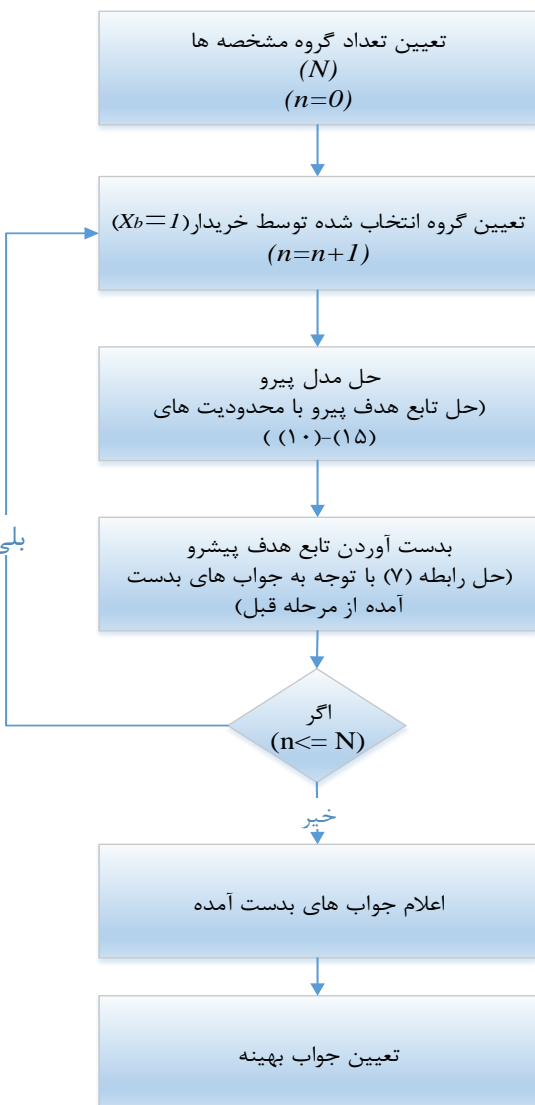 تعیین تعداد گروه مشخصه ها
(N)
(n=0)
تعیین گروه انتخاب شده توسط خریدار(Xb=1)
(n=n+1)
حل مدل پیرو
(حل تابع هدف پیرو با محدودیت های
(۱۰)-(۱۵) )
بدست آوردن تابع هدف پیشرو
(حل رابطه (۷) با توجه به جواب های بدست
آمده از مرحله قبل)
بلی
اگر
(n<= N)
خیر
اعلام جواب های بدست آمده
تعیین جواب بهینه